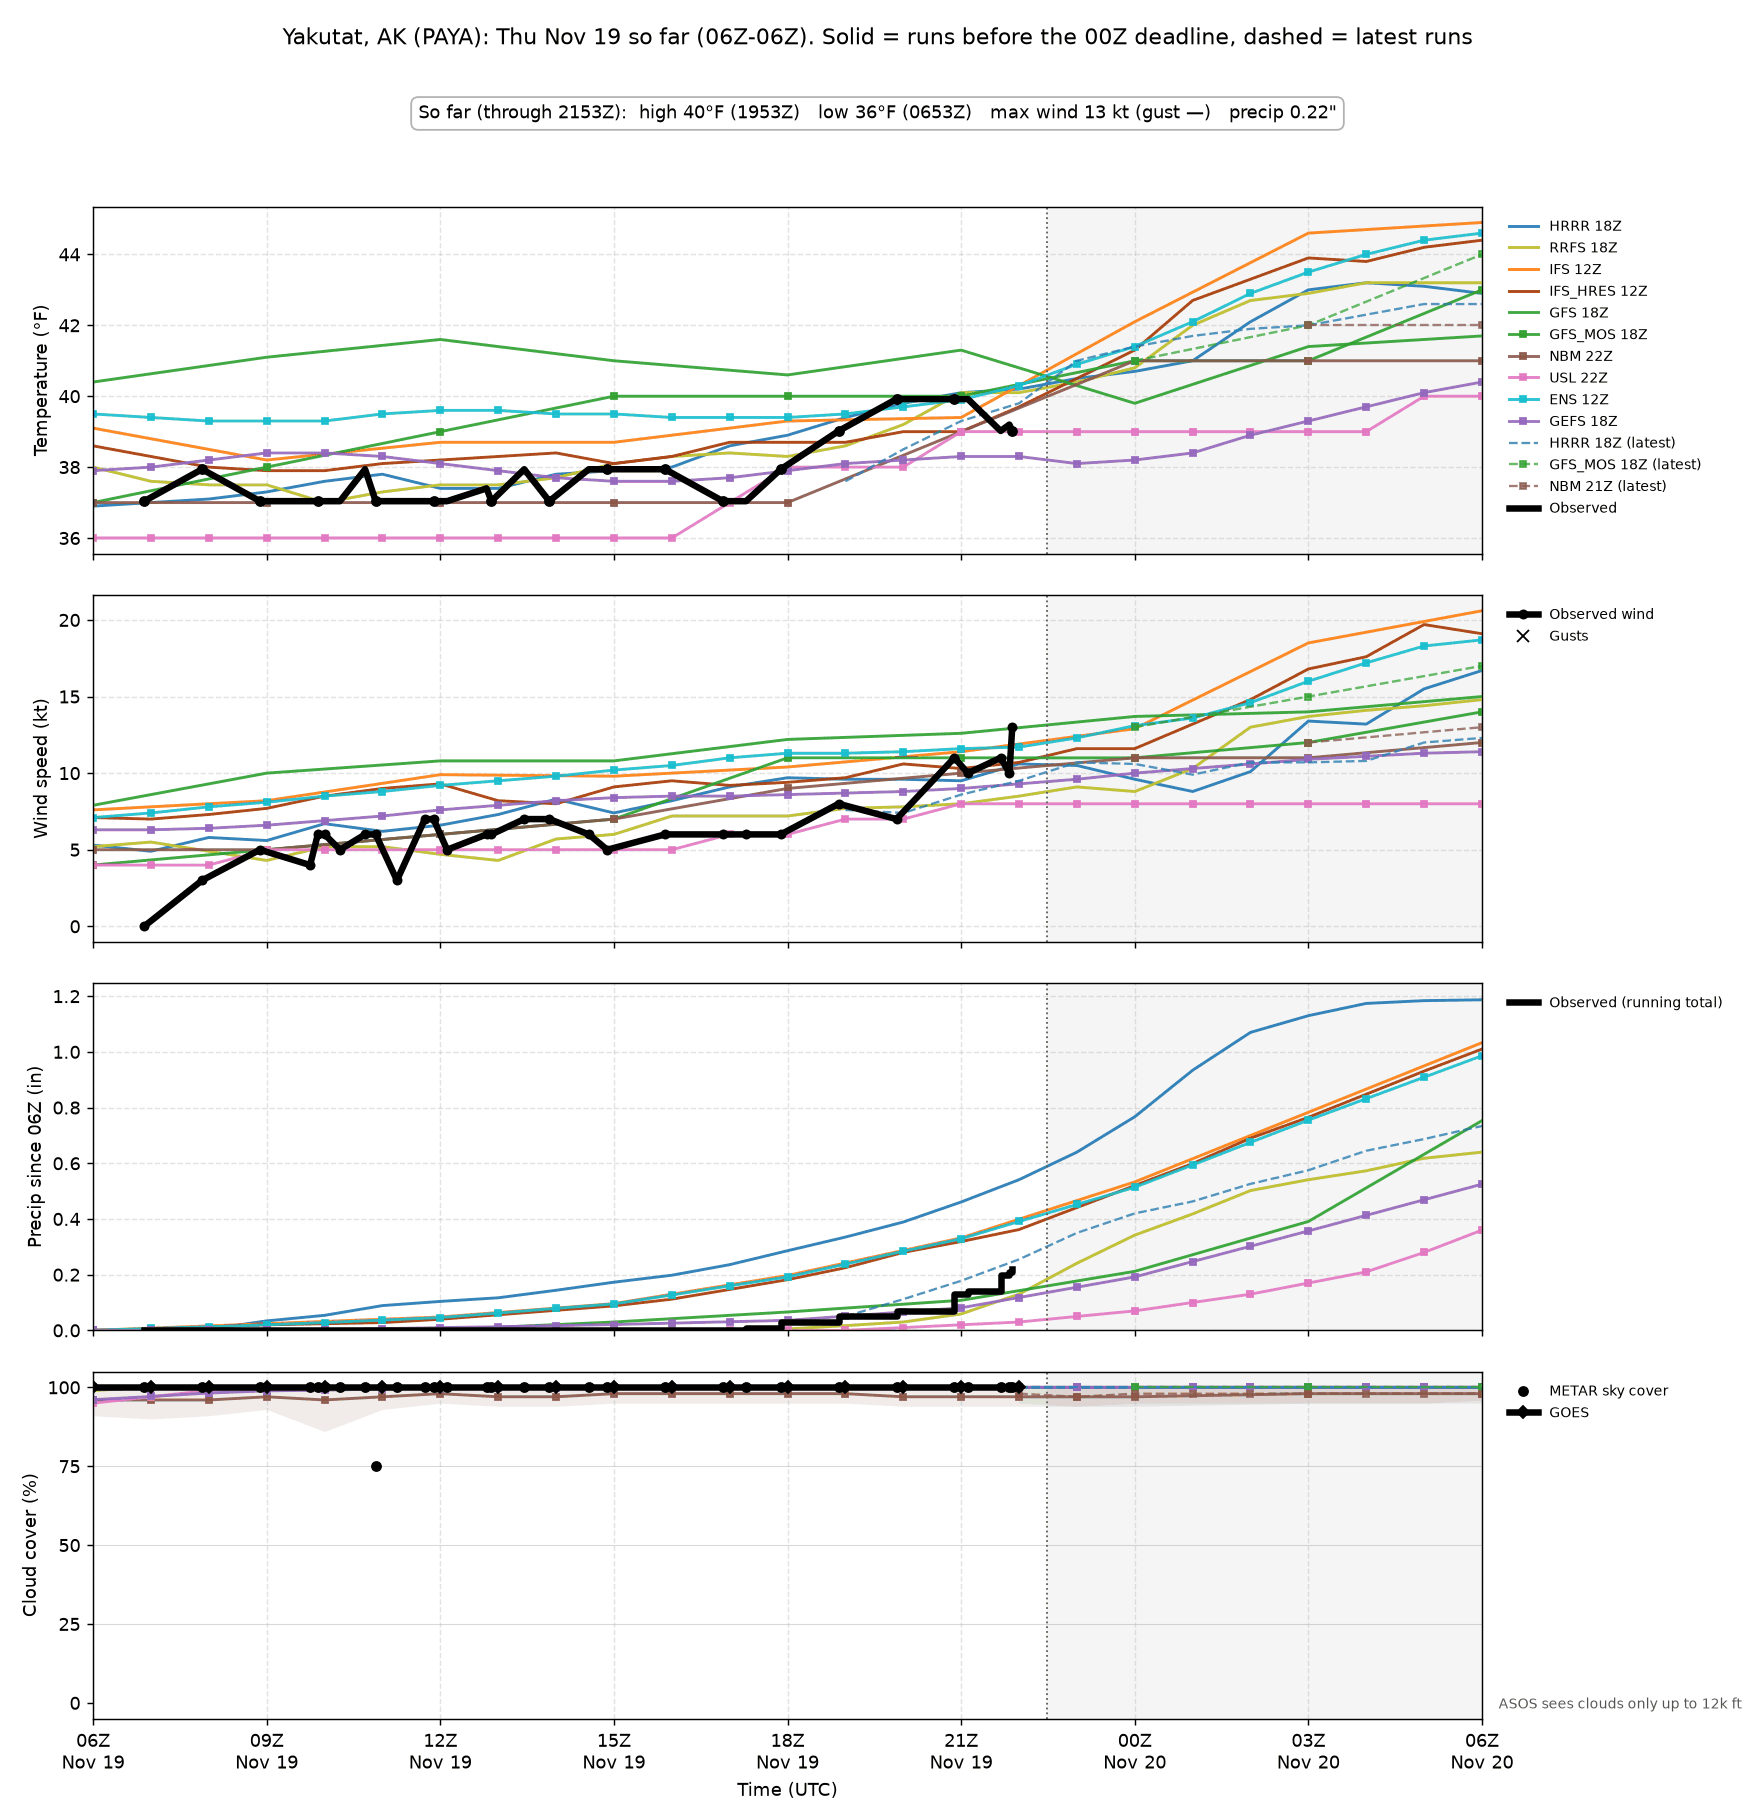 Yakutat, AK (PAYA): Thu Nov 19 so far (06Z-06Z). Solid = runs before the 00Z deadline, dashed = latest runs
So far (through 2153Z):  high 40°F (1953Z)   low 36°F (0653Z)   max wind 13 kt (gust —)   precip 0.22"
Temperature (°F)
44
42
40
38
36
HRRR 18Z
RRFS 18Z
IFS 12Z
IFS_HRES 12Z
GFS 18Z
GFS_MOS 18Z
NBM 22Z
USL 22Z
ENS 12Z
GEFS 18Z
HRRR 18Z (latest)
GFS_MOS 18Z (latest)
NBM 21Z (latest)
Observed
Wind speed (kt)
20
15
10
5
0
Observed wind
Gusts
Precip since 06Z (in)
1.2
1.0
0.8
0.6
0.4
0.2
0.0
Observed (running total)
Cloud cover (%)
100
75
50
25
0
METAR sky cover
GOES
ASOS sees clouds only up to 12k ft
06Z 09Z 12Z 15Z 18Z 21Z 00Z 03Z 06Z
Nov 19 Nov 19 Nov 19 Nov 19 Nov 19 Nov 19 Nov 20 Nov 20 Nov 20
Time (UTC)